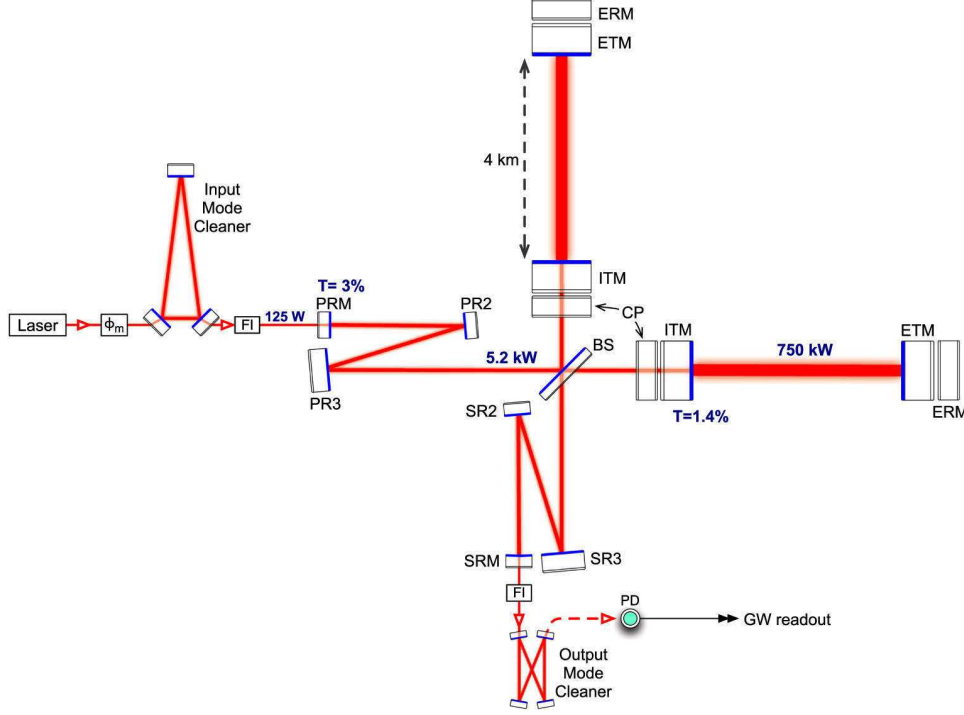 ERM
ETM
4 km
Input
Mode
Cleaner
ITM
T= 3%
PRM
PR2
CP
Laser
ϕm
FI
125 W
BS
ITM
ETM
5.2 kW
750 kW
PR3
SR2
T=1.4%
ERM
SRM
SR3
FI
PD
GW readout
Output
Mode
Cleaner